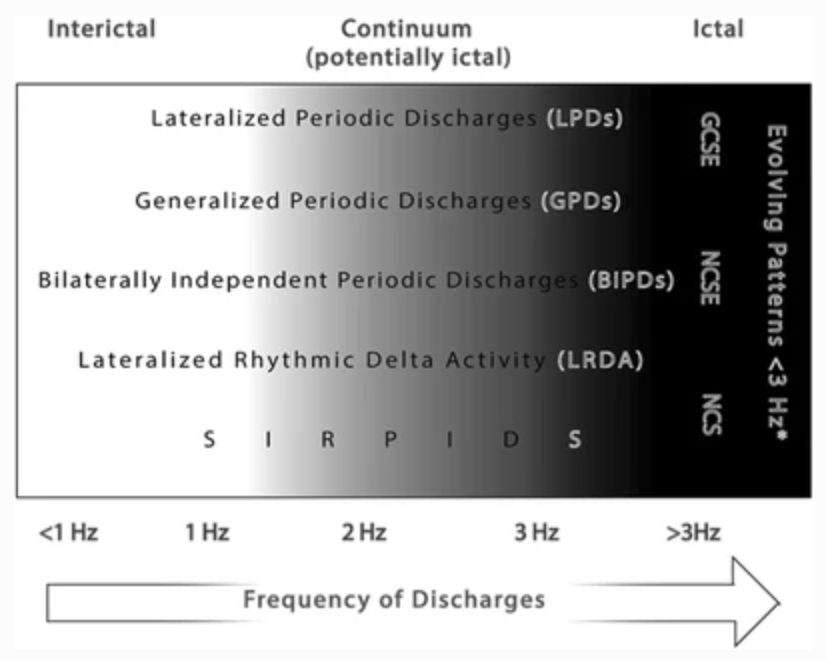 Interictal
Continuum
(potentially ictal)
Ictal
Lateralized Periodic Discharges (LPDs)
Generalized Periodic Discharges (GPDs)
Bilaterally Independent Periodic Discharges (BIPDs)
Lateralized Rhythmic Delta Activity (LRDA)
S I R P I D S
GCSE
NCSE
NCS
Evolving Patterns <3 Hz*
<1 Hz
1 Hz
2 Hz
3 Hz
>3Hz
Frequency of Discharges